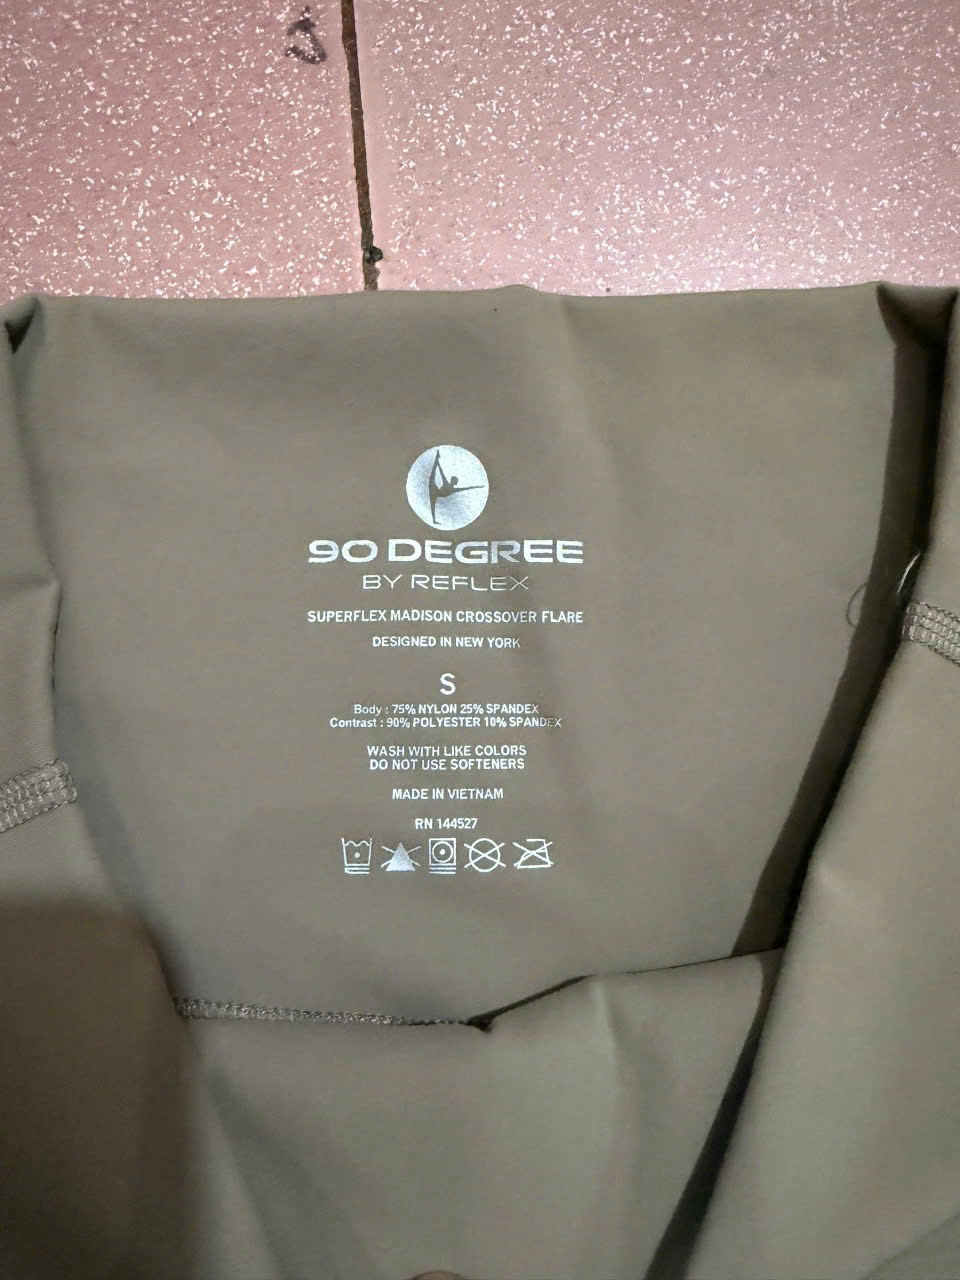 90 DEGREE
BY REFLEX
SUPERFLEX MADISON CROSSOVER FLARE
DESIGNED IN NEW YORK
S
Body : 75% NYLON 25% SPANDEX
Contrast : 90% POLYESTER 10% SPANDEX
WASH WITH LIKE COLORS
DO NOT USE SOFTENERS
MADE IN VIETNAM
RN 144527